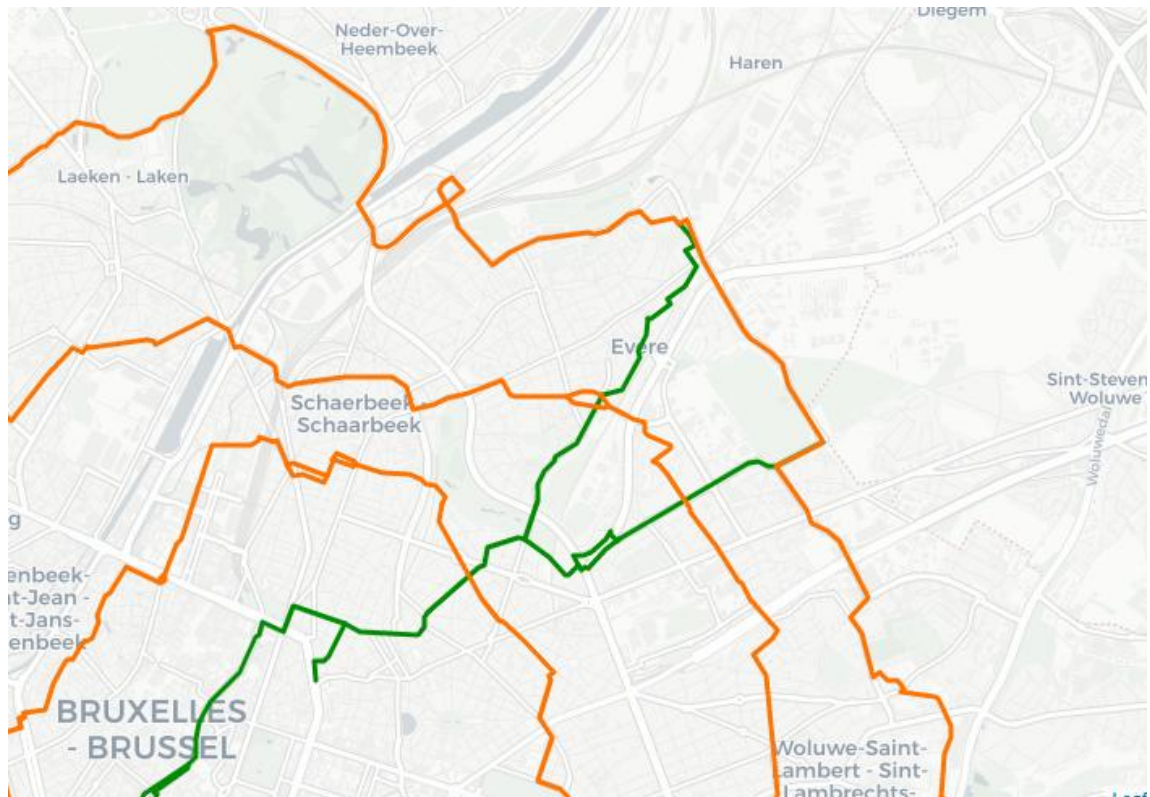 Diegem
Neder-Over-
Heembeek
Haren
Laeken - Laken
Evere
Sint-Steven
Woluwe
Schaerbeek -
Schaarbeek
Woluwedal
g
enbeek-
nt-Jean -
t-Jans-
enbeek
BRUXELLES
- BRUSSEL
Woluwe-Saint-
Lambert - Sint-
Lambrechts-
Leaf